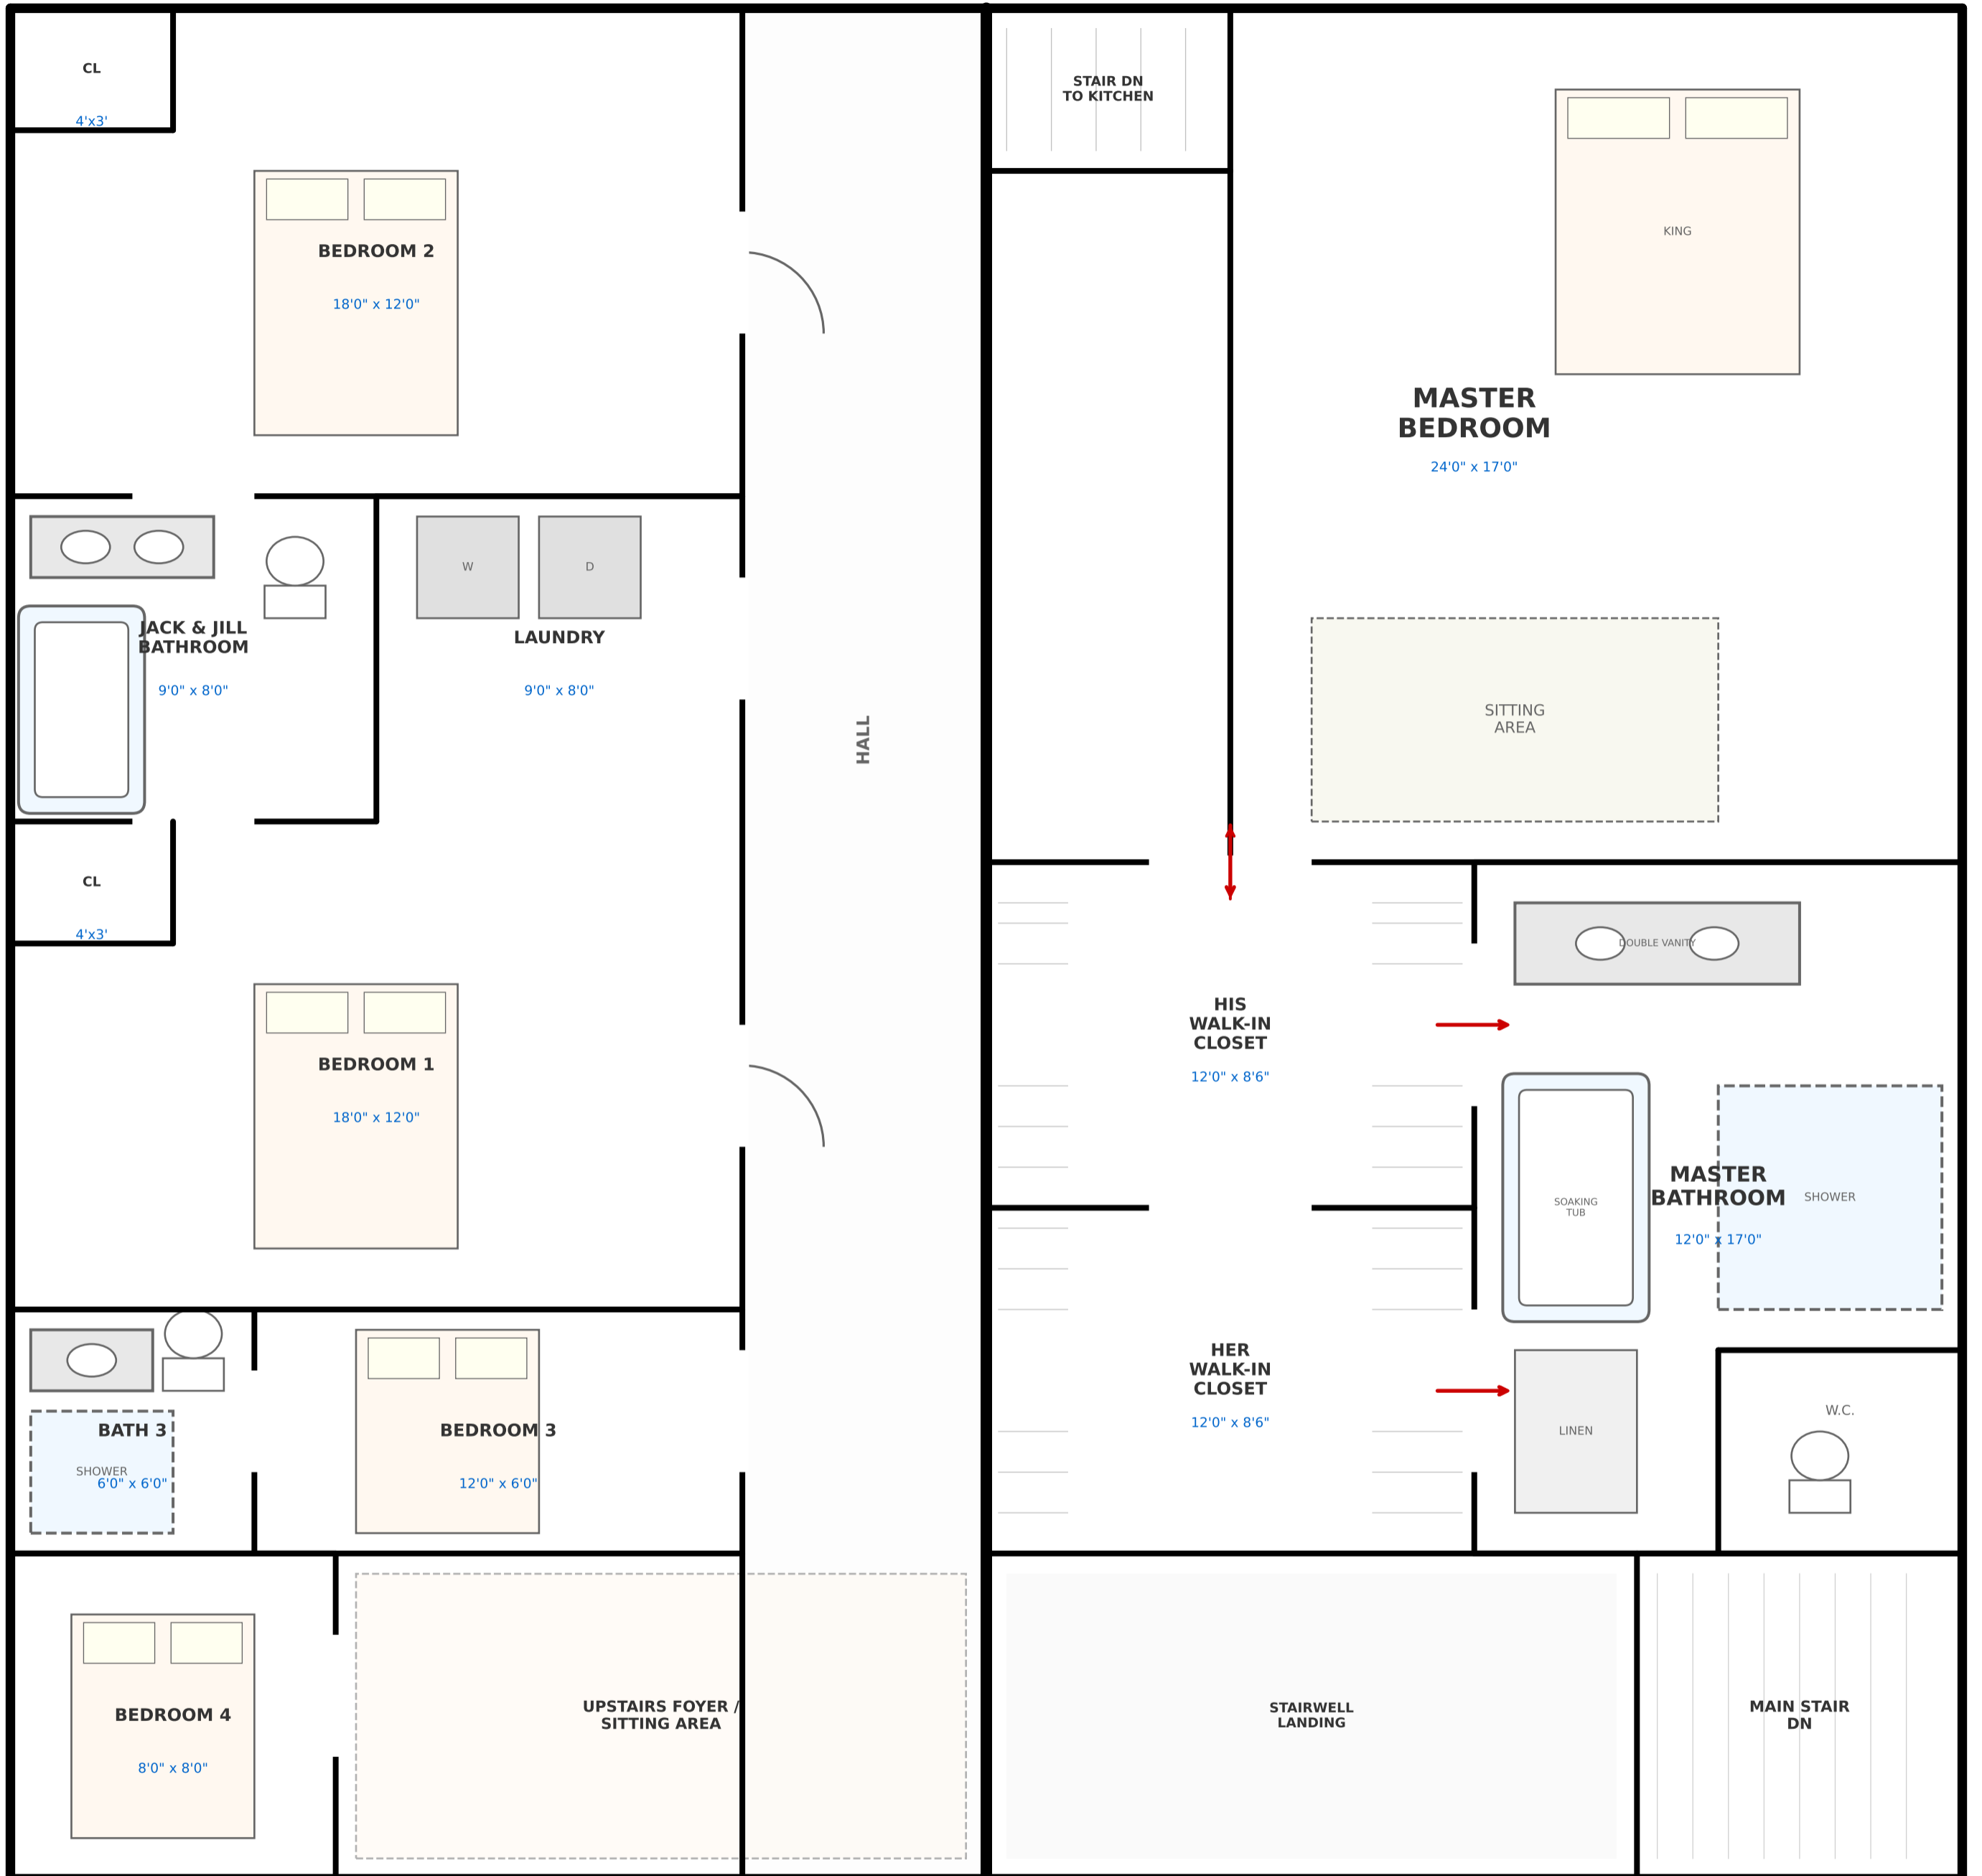 CL
4'x3'
BEDROOM 2
18'0" x 12'0"
JACK & JILL
BATHROOM
9'0" x 8'0"
W
D
LAUNDRY
9'0" x 8'0"
CL
4'x3'
BEDROOM 1
18'0" x 12'0"
BATH 3
SHOWER
6'0" x 6'0"
BEDROOM 3
12'0" x 6'0"
BEDROOM 4
8'0" x 8'0"
UPSTAIRS FOYER /
SITTING AREA
HALL
STAIR DN
TO KITCHEN
KING
MASTER
BEDROOM
24'0" x 17'0"
SITTING
AREA
HIS
WALK-IN
CLOSET
12'0" x 8'6"
DOUBLE VANITY
SOAKING
TUB
MASTER
BATHROOM
12'0" x 17'0"
SHOWER
HER
WALK-IN
CLOSET
12'0" x 8'6"
LINEN
W.C.
STAIRWELL
LANDING
MAIN STAIR
DN